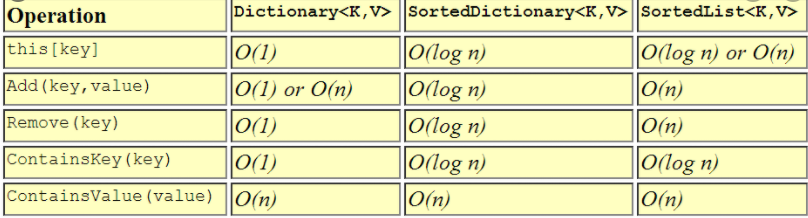 Operation Dictionary<K,V> SortedDictionary<K,V> SortedList<K,V>
this[key] O(1) O(log n) O(log n) or O(n)
Add(key,value) O(1) or O(n) O(log n) O(n)
Remove(key) O(1) O(log n) O(n)
ContainsKey(key) O(1) O(log n) O(log n)
ContainsValue(value) O(n) O(n) O(n)